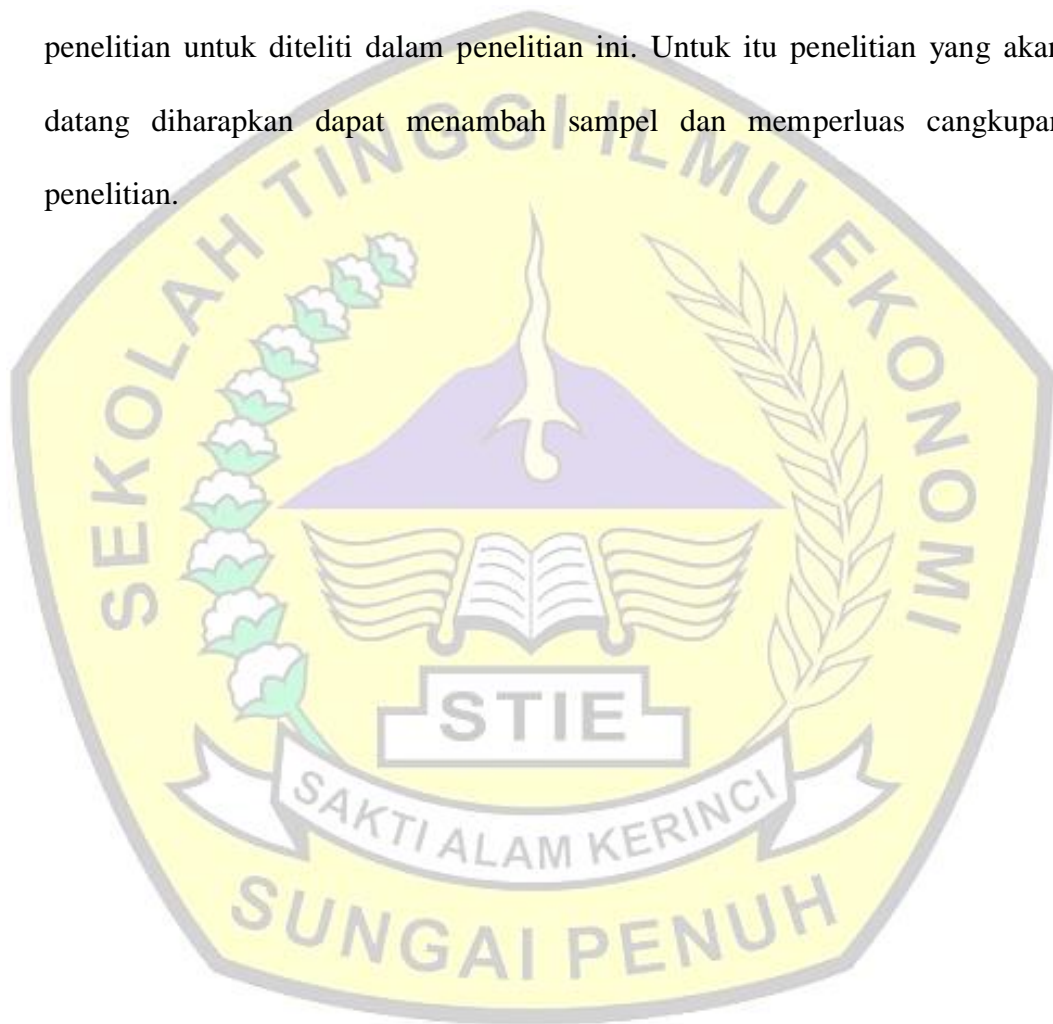 penelitian untuk diteliti dalam penelitian ini. Untuk itu penelitian yang akan
datang diharapkan dapat menambah sampel dan memperluas cangkupan
penelitian.
SEKOLAH TINGGI ILMU EKONOMI
STIE
SAKTI ALAM KERINCI
SUNGAI PENUH